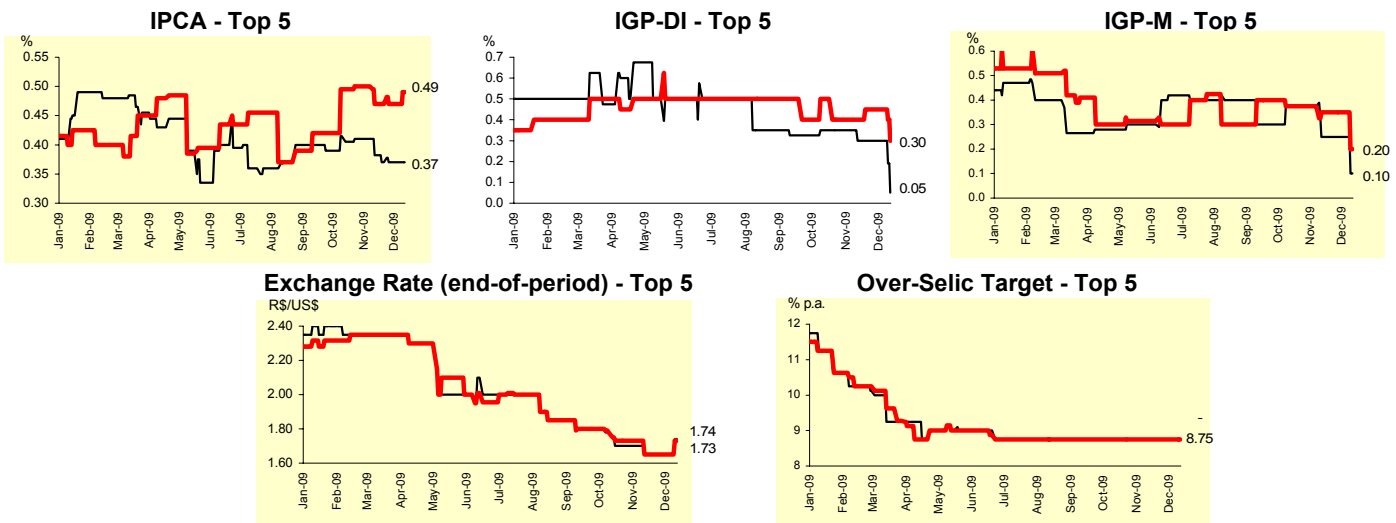 IPCA - Top 5
%
0.55
0.50
0.45
0.40
0.35
0.30
0.49
0.37
Jan-09
Feb-09
Mar-09
Apr-09
May-09
Jun-09
Jul-09
Aug-09
Sep-09
Oct-09
Nov-09
Dec-09
IGP-DI - Top 5
%
0.7
0.6
0.5
0.4
0.3
0.2
0.1
0.0
0.30
0.05
Jan-09
Feb-09
Mar-09
Apr-09
May-09
Jun-09
Jul-09
Aug-09
Sep-09
Oct-09
Nov-09
Dec-09
IGP-M - Top 5
%
0.6
0.5
0.4
0.3
0.2
0.1
0.0
0.20
0.10
Jan-09
Feb-09
Mar-09
Apr-09
May-09
Jun-09
Jul-09
Aug-09
Sep-09
Oct-09
Nov-09
Dec-09
Exchange Rate (end-of-period) - Top 5
R$/US$
2.40
2.20
2.00
1.80
1.60
1.74
1.73
Jan-09
Feb-09
Mar-09
Apr-09
May-09
Jun-09
Jul-09
Aug-09
Sep-09
Oct-09
Nov-09
Dec-09
Over-Selic Target - Top 5
% p.a.
12
11
10
9
8
-
8.75
Jan-09
Feb-09
Mar-09
Apr-09
May-09
Jun-09
Jul-09
Aug-09
Sep-09
Oct-09
Nov-09
Dec-09